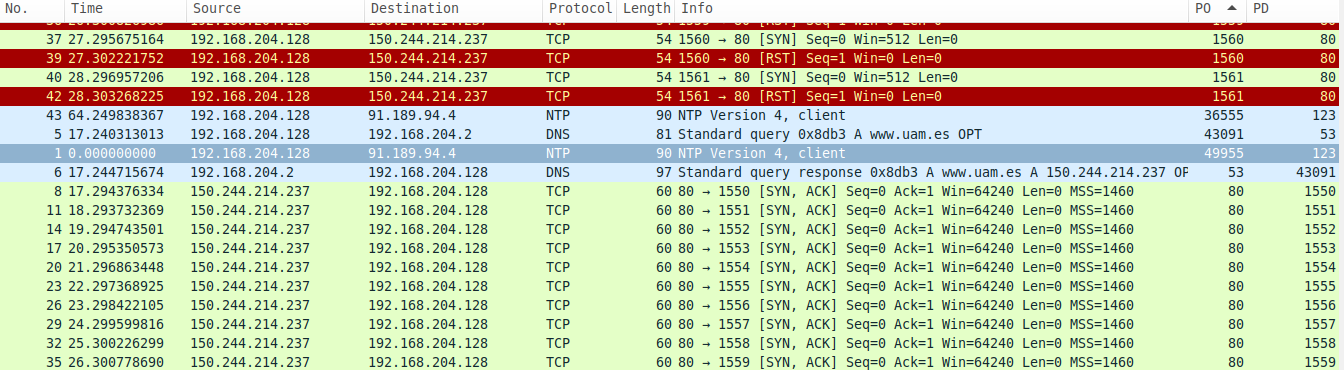 No. Time Source Destination Protocol Length Info PO PD
37 27.295675164 192.168.204.128 150.244.214.237 TCP 54 1560 → 80 [SYN] Seq=0 Win=512 Len=0 1560 80
39 27.302221752 192.168.204.128 150.244.214.237 TCP 54 1560 → 80 [RST] Seq=1 Win=0 Len=0 1560 80
40 28.296957206 192.168.204.128 150.244.214.237 TCP 54 1561 → 80 [SYN] Seq=0 Win=512 Len=0 1561 80
42 28.303268225 192.168.204.128 150.244.214.237 TCP 54 1561 → 80 [RST] Seq=1 Win=0 Len=0 1561 80
43 64.249838367 192.168.204.128 91.189.94.4 NTP 90 NTP Version 4, client 36555 123
5 17.240313013 192.168.204.128 192.168.204.2 DNS 81 Standard query 0x8db3 A www.uam.es OPT 43091 53
1 0.000000000 192.168.204.128 91.189.94.4 NTP 90 NTP Version 4, client 49955 123
6 17.244715674 192.168.204.2 192.168.204.128 DNS 97 Standard query response 0x8db3 A www.uam.es A 150.244.214.237 OP 53 43091
8 17.294376334 150.244.214.237 192.168.204.128 TCP 60 80 → 1550 [SYN, ACK] Seq=0 Ack=1 Win=64240 Len=0 MSS=1460 80 1550
11 18.293732369 150.244.214.237 192.168.204.128 TCP 60 80 → 1551 [SYN, ACK] Seq=0 Ack=1 Win=64240 Len=0 MSS=1460 80 1551
14 19.294743501 150.244.214.237 192.168.204.128 TCP 60 80 → 1552 [SYN, ACK] Seq=0 Ack=1 Win=64240 Len=0 MSS=1460 80 1552
17 20.295350573 150.244.214.237 192.168.204.128 TCP 60 80 → 1553 [SYN, ACK] Seq=0 Ack=1 Win=64240 Len=0 MSS=1460 80 1553
20 21.296863448 150.244.214.237 192.168.204.128 TCP 60 80 → 1554 [SYN, ACK] Seq=0 Ack=1 Win=64240 Len=0 MSS=1460 80 1554
23 22.297368925 150.244.214.237 192.168.204.128 TCP 60 80 → 1555 [SYN, ACK] Seq=0 Ack=1 Win=64240 Len=0 MSS=1460 80 1555
26 23.298422105 150.244.214.237 192.168.204.128 TCP 60 80 → 1556 [SYN, ACK] Seq=0 Ack=1 Win=64240 Len=0 MSS=1460 80 1556
29 24.299599816 150.244.214.237 192.168.204.128 TCP 60 80 → 1557 [SYN, ACK] Seq=0 Ack=1 Win=64240 Len=0 MSS=1460 80 1557
32 25.300226299 150.244.214.237 192.168.204.128 TCP 60 80 → 1558 [SYN, ACK] Seq=0 Ack=1 Win=64240 Len=0 MSS=1460 80 1558
35 26.300778690 150.244.214.237 192.168.204.128 TCP 60 80 → 1559 [SYN, ACK] Seq=0 Ack=1 Win=64240 Len=0 MSS=1460 80 1559